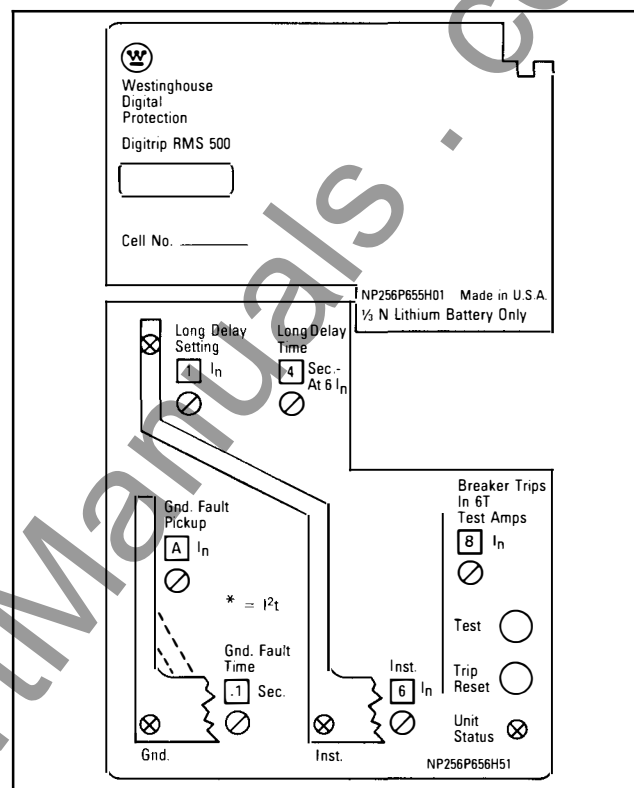 W
Westinghouse
Digital
Protection
Digitrip RMS 500
Cell No.
NP256P655H01 Made in U.S.A.
⅓ N Lithium Battery Only
Long Delay
Setting
1 In
Long Delay
Time
4 Sec.-
At 6 In
Gnd. Fault
Pickup
A In
* = I²t
Gnd. Fault
Time
.1 Sec.
Gnd.
Inst.
6 In
Inst.
Breaker Trips
In 6T
Test Amps
8 In
Test
Trip
Reset
Unit
Status
NP256P656H51